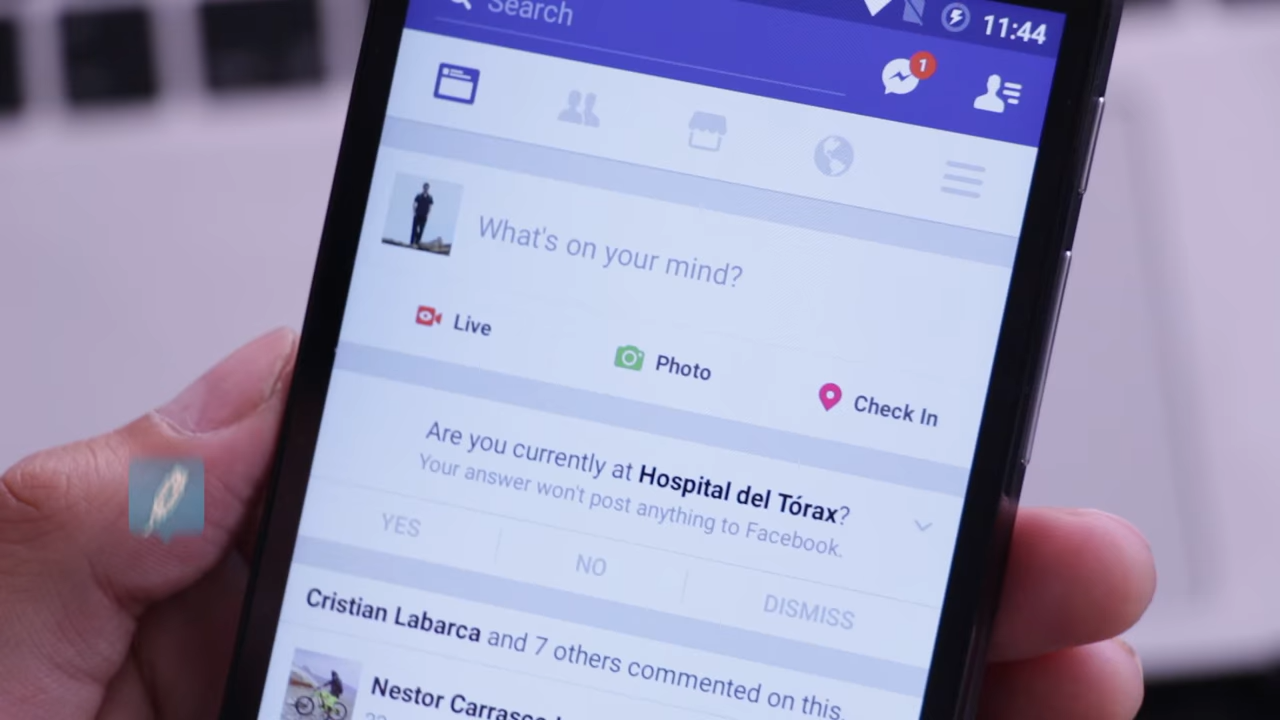 Search
11:44
1
What's on your mind?
Live
Photo
Check In
Are you currently at Hospital del Tórax?
Your answer won't post anything to Facebook.
YES
NO
DISMISS
Cristian Labarca and 7 others commented on this.
Nestor Carrasco